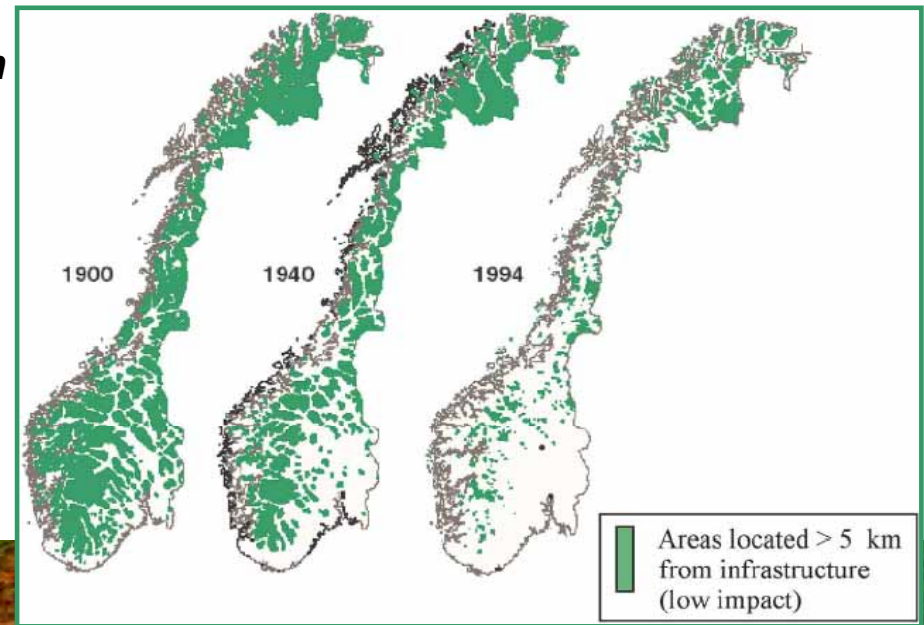 n
1900
1940
1994
Areas located > 5 km
from infrastructure
(low impact)